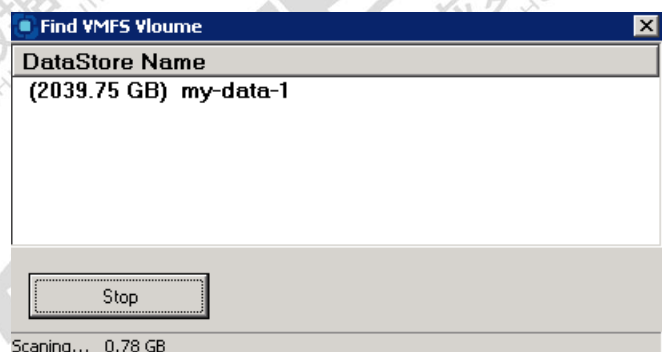 Find VMFS Vloume
DataStore Name
(2039.75 GB) my-data-1
Stop
Scaning... 0.78 GB